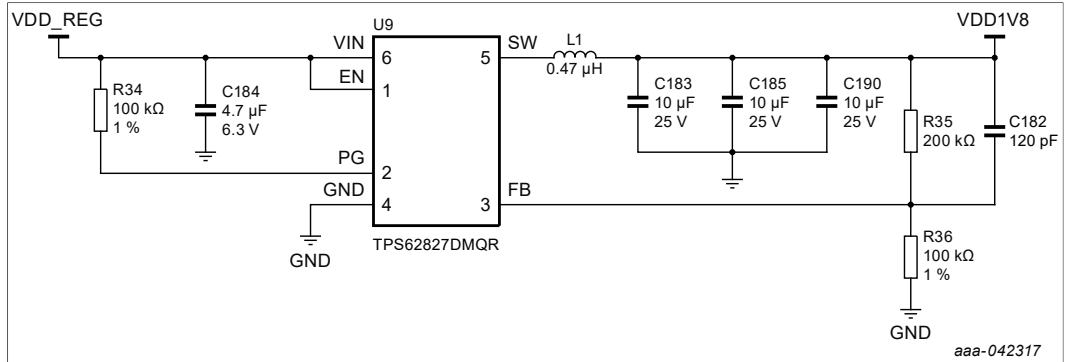 VDD_REG
VDD1V8
U9
L1
0.47 µH
VIN
6
EN
1
PG
2
GND
4
SW
5
FB
3
TPS62827DMQR
R34
100 kΩ
1 %
C184
4.7 µF
6.3 V
C183
10 µF
25 V
C185
10 µF
25 V
C190
10 µF
25 V
R35
200 kΩ
C182
120 pF
R36
100 kΩ
1 %
GND
GND
aaa-042317